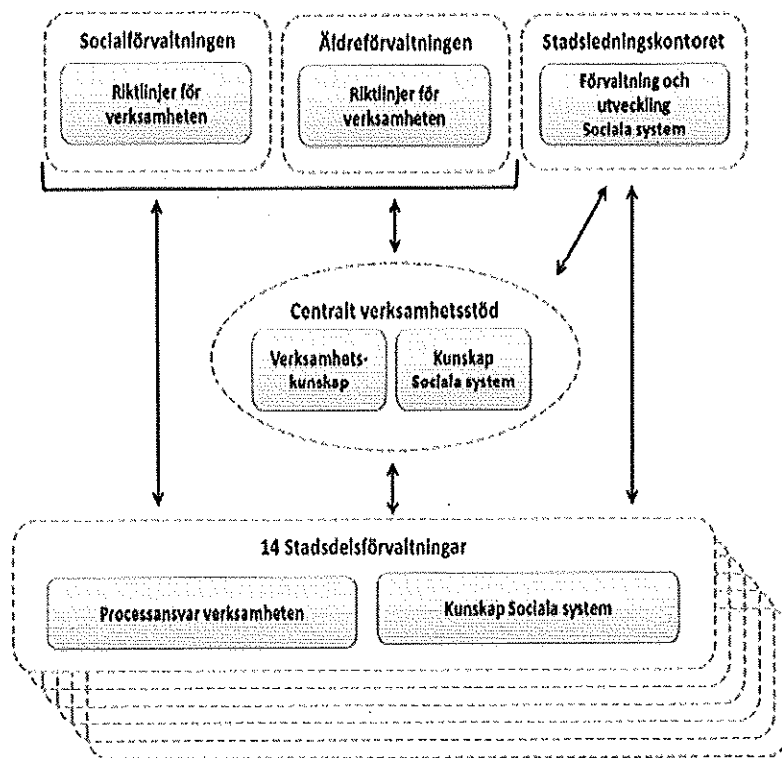 Socialförvaltningen
Riktlinjer för
verksamheten
Äldreförvaltningen
Riktlinjer för
verksamheten
Stadsledningskontoret
Förvaltning och
utveckling
Sociala system
Centralt verksamhetsstöd
Verksamhets-
kunskap
Kunskap
Sociala system
14 Stadsdelsförvaltningar
Processansvar verksamheten
Kunskap Sociala system